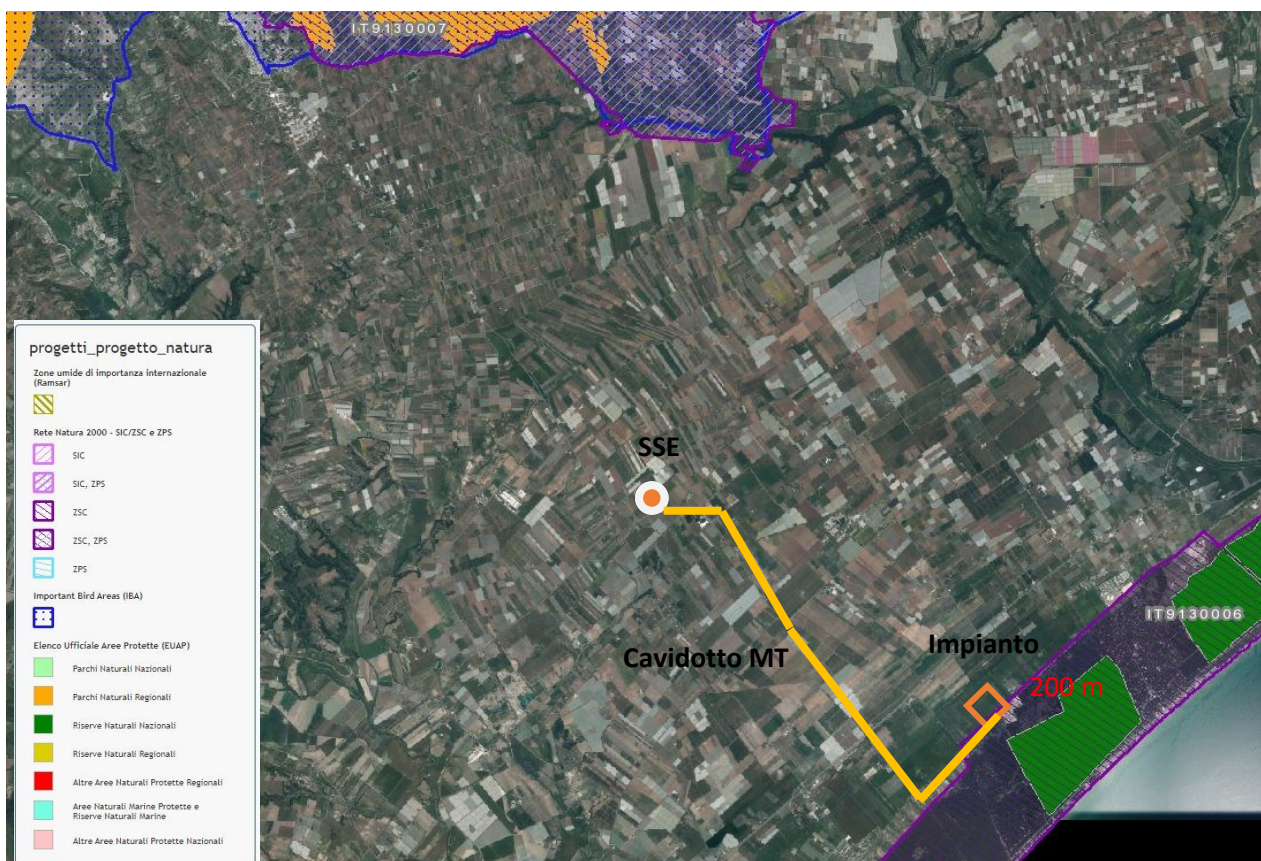 IT9130007
progetti_progetto_natura
Zone umide di importanza internazionale
(Ramsar)
Rete Natura 2000 - SIC/ZSC e ZPS
SIC
SIC, ZPS
ZSC
ZSC, ZPS
ZPS
Important Bird Areas (IBA)
Elenco Ufficiale Aree Protette (EUAP)
Parchi Naturali Nazionali
Parchi Naturali Regionali
Riserve Naturali Nazionali
Riserve Naturali Regionali
Altre Aree Naturali Protette Regionali
Aree Naturali Marine Protette e
Riserve Naturali Marine
Altre Aree Naturali Protette Nazionali
SSE
IT9130006
Impianto
Cavidotto MT
200 m